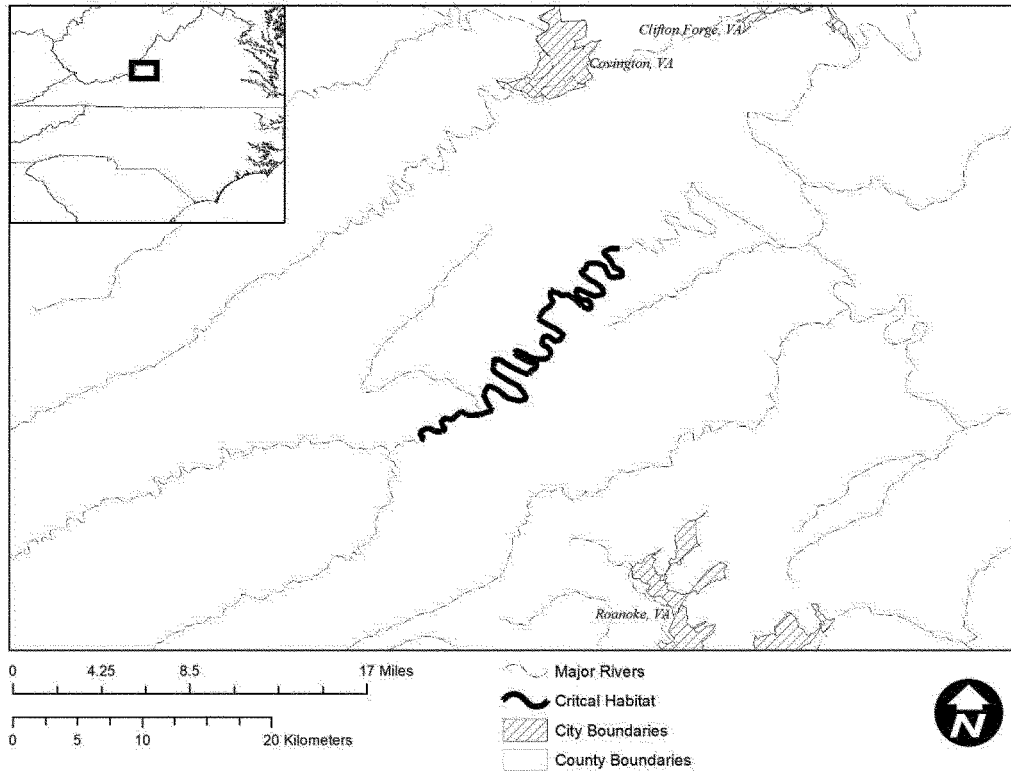 Clifton Forge, VA
Covington, VA
Roanoke, VA
0 4.25 8.5 17 Miles
0 5 10 20 Kilometers
Major Rivers
Critcal Habitat
City Boundaries
County Boundaries
N